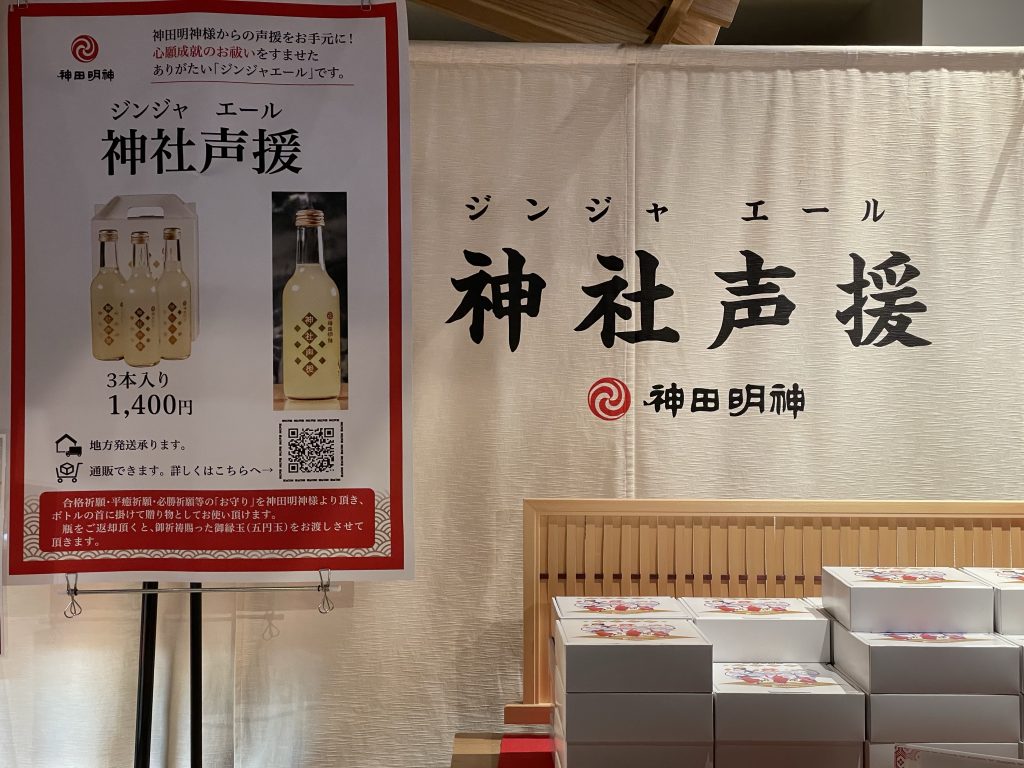 神田明神
神田明神様からの声援をお手元に!
心願成就のお祓いをすませた
ありがたい「ジンジャエール」です。
ジンジャ エール
神社声援
神社声援
神田明神
3本入り
1,400円
地方発送承ります。
通販できます。詳しくはこちらへ→
合格祈願・平癒祈願・必勝祈願等の「お守り」を神田明神様より頂き、
ボトルの首に掛けて贈り物としてお使い頂けます。
瓶をご返却頂くと、御祈祷賜った御縁玉(五円玉)をお渡しさせて
頂きます。
ジンジャ エール
神社声援
神田明神